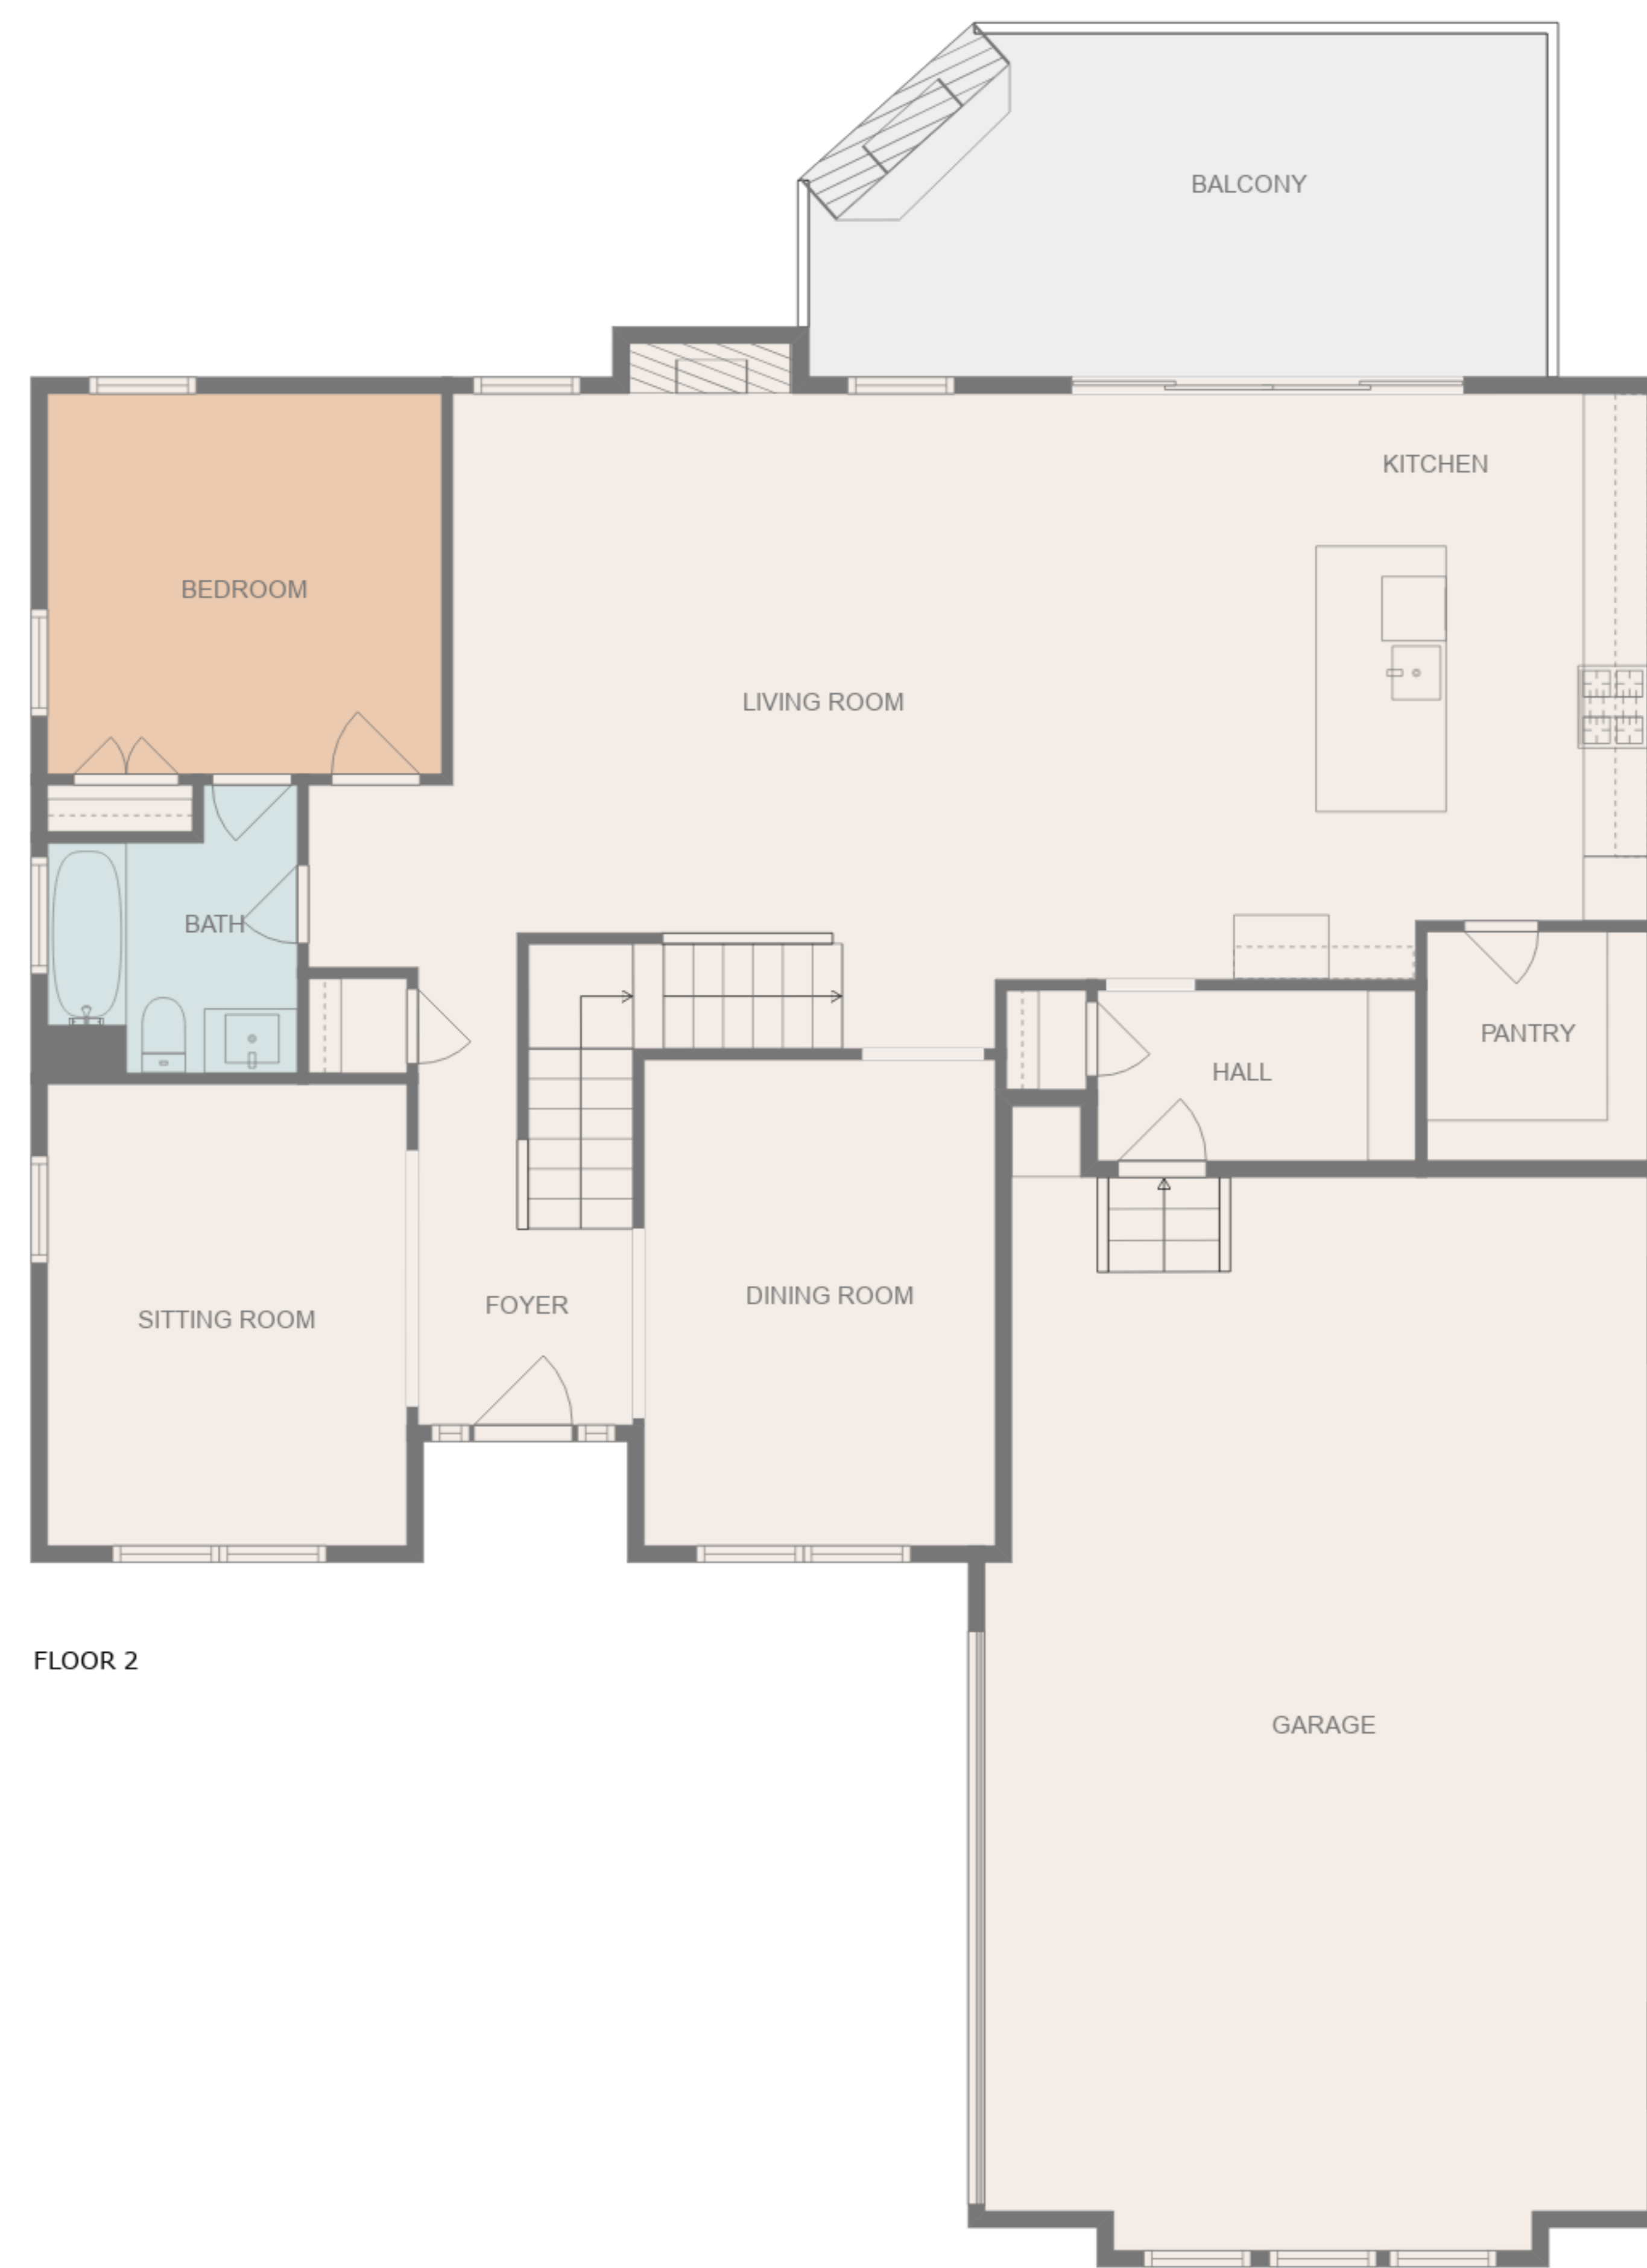 BALCONY
KITCHEN
BEDROOM
LIVING ROOM
BATH
PANTRY
HALL
DINING ROOM
FOYER
SITTING ROOM
FLOOR 2
GARAGE